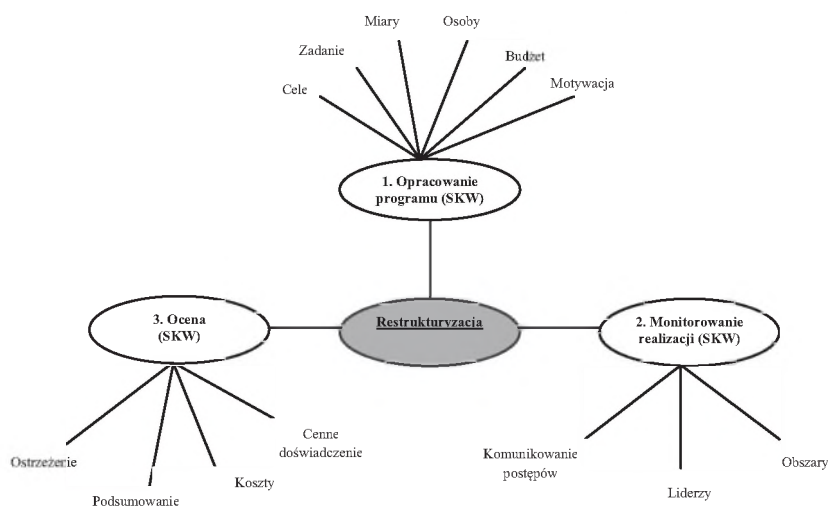 Miary
Osoby
Zadanie
Budżet
Cele
Motywacja
1. Opracowanie
programu (SKW)
3. Ocena
(SKW)
Restrukturyzacja
2. Monitorowanie
realizacji (SKW)
Ostrzeżenie
Podsumowanie
Koszty
Cenne
doświadczenie
Komunikowanie
postępów
Liderzy
Obszary